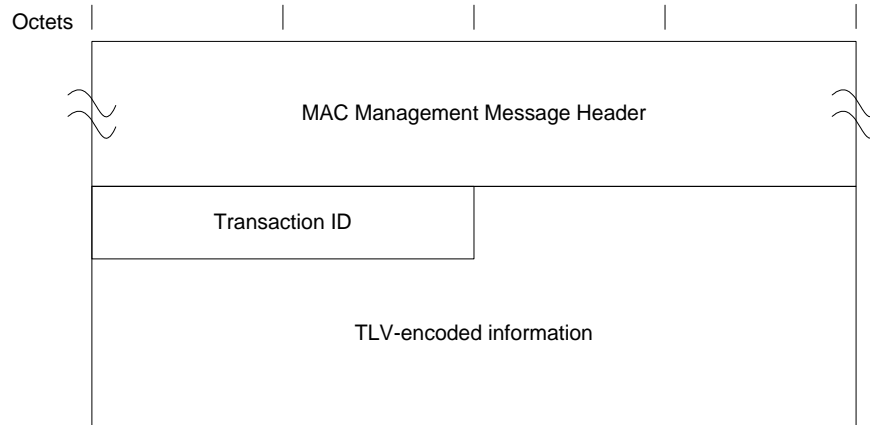 Octets
MAC Management Message Header
Transaction ID
TLV-encoded information